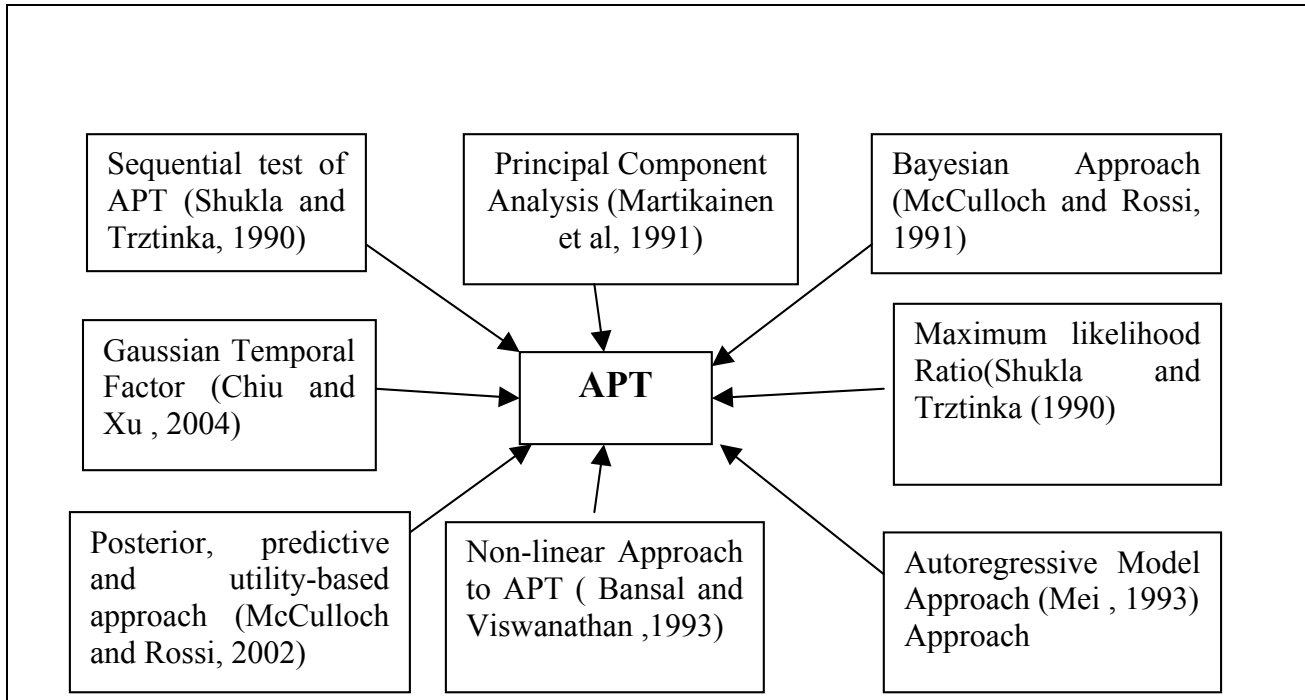 Sequential test of
APT (Shukla and
Trztinka, 1990)
Principal Component
Analysis (Martikainen
et al, 1991)
Bayesian Approach
(McCulloch and Rossi,
1991)
Gaussian Temporal
Factor (Chiu and
Xu , 2004)
APT
Maximum likelihood
Ratio(Shukla and
Trztinka (1990)
Posterior, predictive
and utility-based
approach (McCulloch
and Rossi, 2002)
Non-linear Approach
to APT ( Bansal and
Viswanathan ,1993)
Autoregressive Model
Approach (Mei , 1993)
Approach